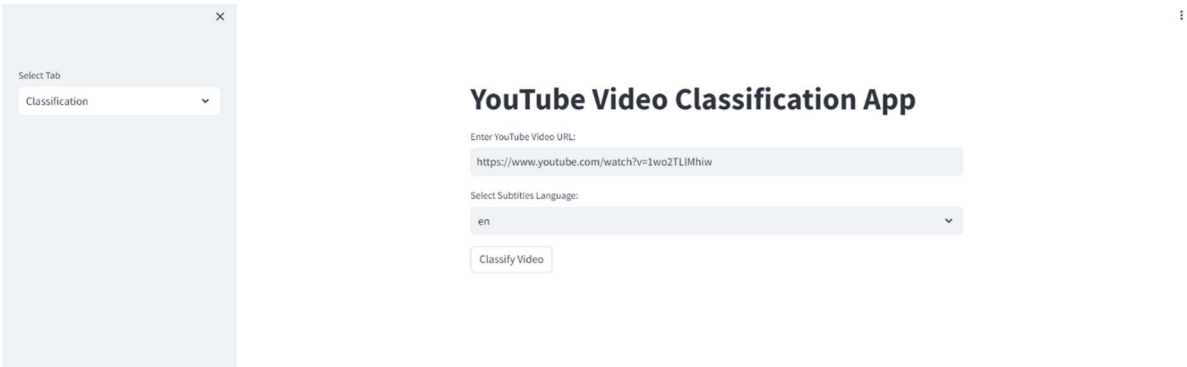 Select Tab
Classification
YouTube Video Classification App
Enter YouTube Video URL:
https://www.youtube.com/watch?v=1wo2TLlMhiw
Select Subtitles Language:
en
Classify Video